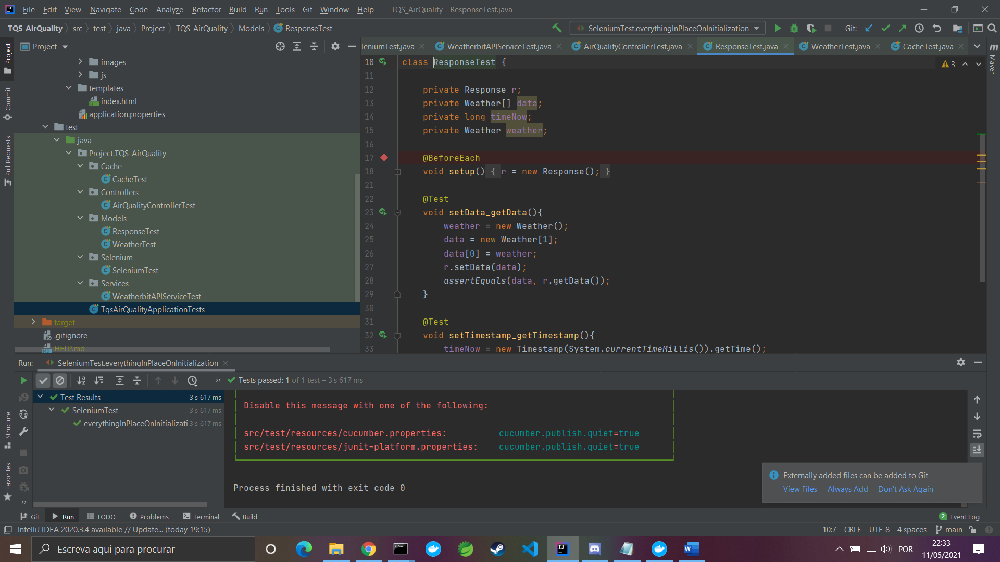 File Edit View Navigate Code Analyze Refactor Build Run Tools Git Window Help TQS_AirQuality - ResponseTest.java
TQS_AirQuality src test java Project TQS_AirQuality Models ResponseTest SeleniumTest.everythingInPlaceOnInitialization Git:
Project
leniumTest.java WeatherbitAPIServiceTest.java AirQualityControllerTest.java ResponseTest.java WeatherTest.java CacheTest.java
Project
Commit
Pull Requests
Structure
Favorites
Maven
images
js
templates
index.html
application.properties
test
java
Project.TQS_AirQuality
Cache
CacheTest
Controllers
AirQualityControllerTest
Models
ResponseTest
WeatherTest
Selenium
SeleniumTest
Services
WeatherbitAPIServiceTest
TqsAirQualityApplicationTests
target
.gitignore
HELP.md
3
10 class ResponseTest {
11
12 private Response r;
13 private Weather[] data;
14 private long timeNow;
15 private Weather weather;
16
17 @BeforeEach
18 void setup() { r = new Response(); }
21
22 @Test
23 void setData_getData(){
24 weather = new Weather();
25 data = new Weather[1];
26 data[0] = weather;
27 r.setData(data);
28 assertEquals(data, r.getData());
29 }
30
31 @Test
32 void setTimestamp_getTimestamp(){
33 timeNow = new Timestamp(System.currentTimeMillis()).getTime();
Run: SeleniumTest.everythingInPlaceOnInitialization
Tests passed: 1 of 1 test – 3 s 617 ms
Test Results 3 s 617 ms
SeleniumTest 3 s 617 ms
everythingInPlaceOnInitializati 3 s 617 ms
Disable this message with one of the following:
src/test/resources/cucumber.properties: cucumber.publish.quiet=true
src/test/resources/junit-platform.properties: cucumber.publish.quiet=true
Process finished with exit code 0
Externally added files can be added to Git
View Files Always Add Don't Ask Again
Git Run TODO Problems Terminal Build 2 Event Log
IntelliJ IDEA 2020.3.4 available // Update... (today 19:15) 10:7 CRLF UTF-8 4 spaces main
Escreva aqui para procurar
POR
22:33
11/05/2021